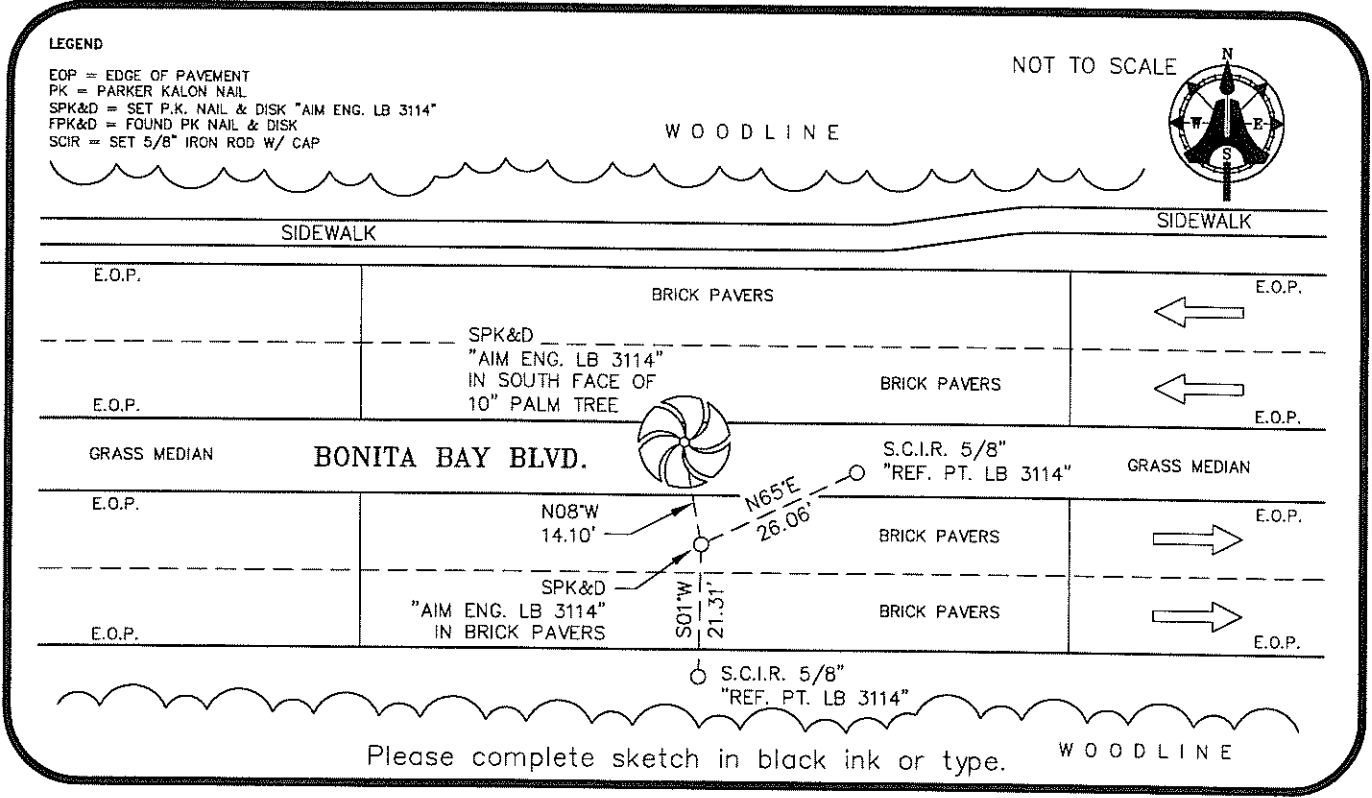 LEGEND
EOP = EDGE OF PAVEMENT
PK = PARKER KALON NAIL
SPK&D = SET P.K. NAIL & DISK "AIM ENG. LB 3114"
FPK&D = FOUND PK NAIL & DISK
SCIR = SET 5/8" IRON ROD W/ CAP
NOT TO SCALE
N
W E
S
WOODLINE
SIDEWALK
SIDEWALK
E.O.P.
BRICK PAVERS
E.O.P.
SPK&D
"AIM ENG. LB 3114"
IN SOUTH FACE OF
10" PALM TREE
BRICK PAVERS
E.O.P.
E.O.P.
GRASS MEDIAN
BONITA BAY BLVD.
S.C.I.R. 5/8"
"REF. PT. LB 3114"
GRASS MEDIAN
E.O.P.
N08°W
14.10'
N65°E
26.06'
BRICK PAVERS
E.O.P.
SPK&D
"AIM ENG. LB 3114"
IN BRICK PAVERS
S01°W
21.31'
BRICK PAVERS
E.O.P.
E.O.P.
S.C.I.R. 5/8"
"REF. PT. LB 3114"
Please complete sketch in black ink or type.
WOODLINE